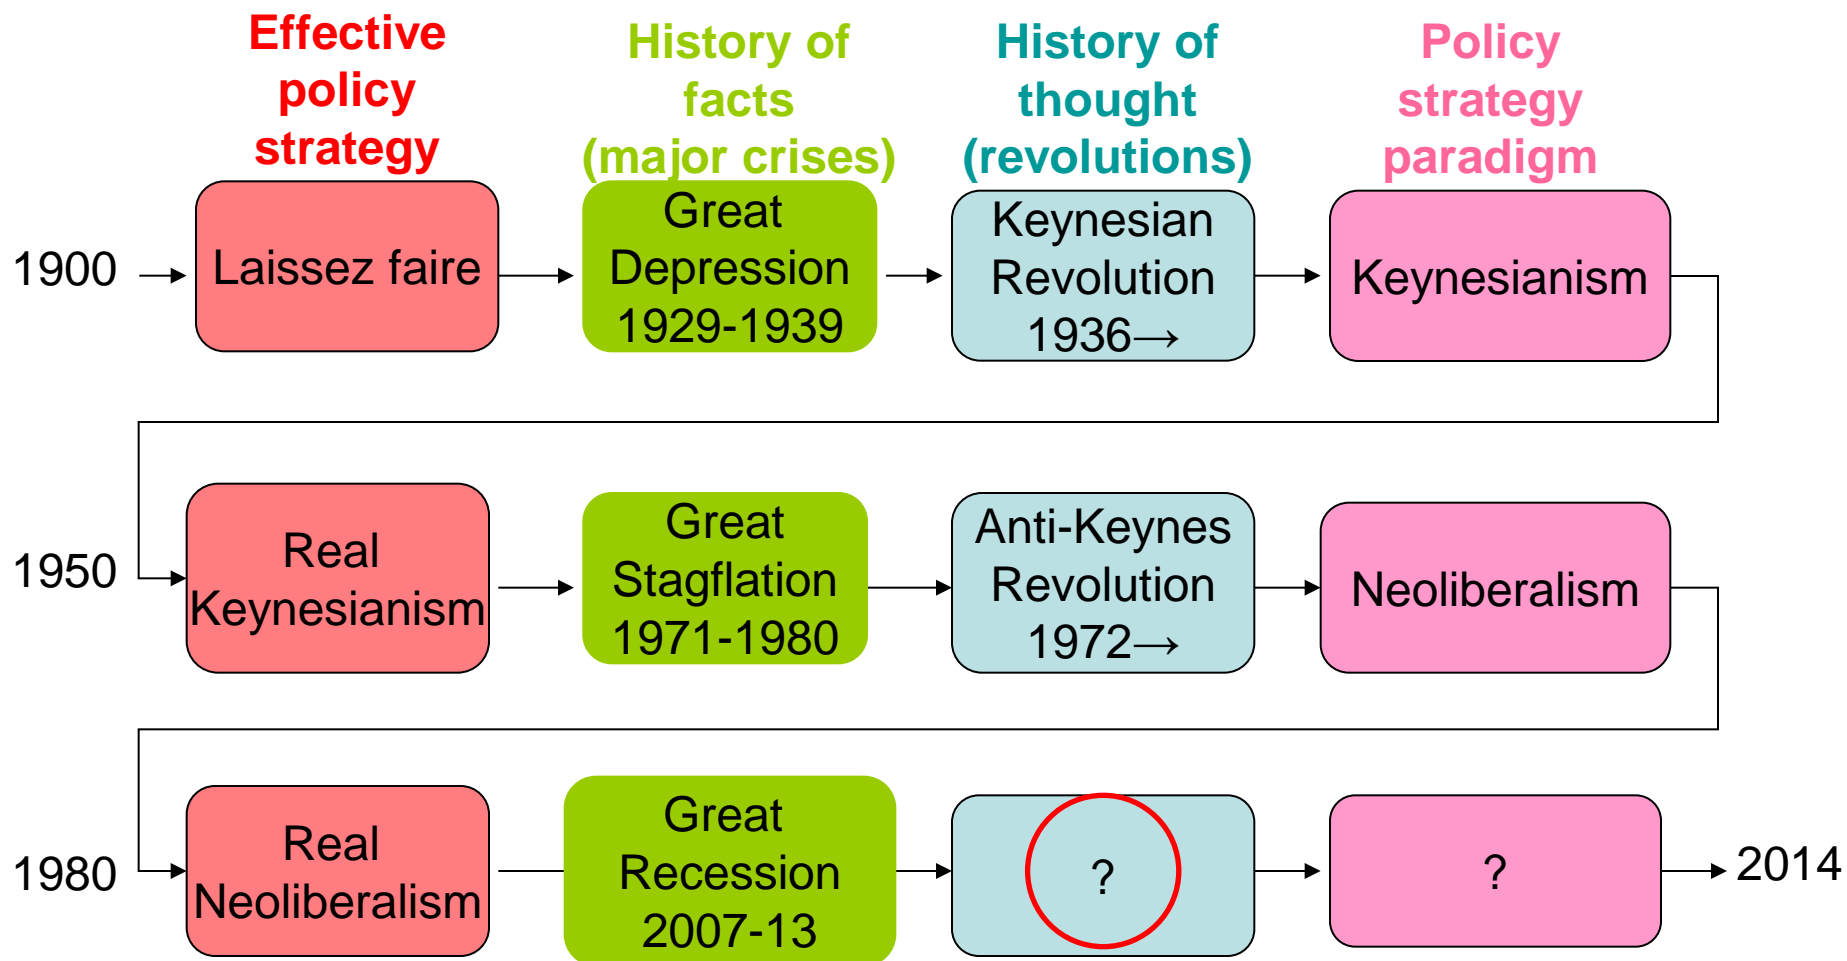 Effective
policy
strategy
History of
facts
(major crises)
History of
thought
(revolutions)
Policy
strategy
paradigm
1900
Laissez faire
Great
Depression
1929-1939
Keynesian
Revolution
1936→
Keynesianism
1950
Real
Keynesianism
Great
Stagflation
1971-1980
Anti-Keynes
Revolution
1972→
Neoliberalism
1980
Real
Neoliberalism
Great
Recession
2007-13
?
?
2014